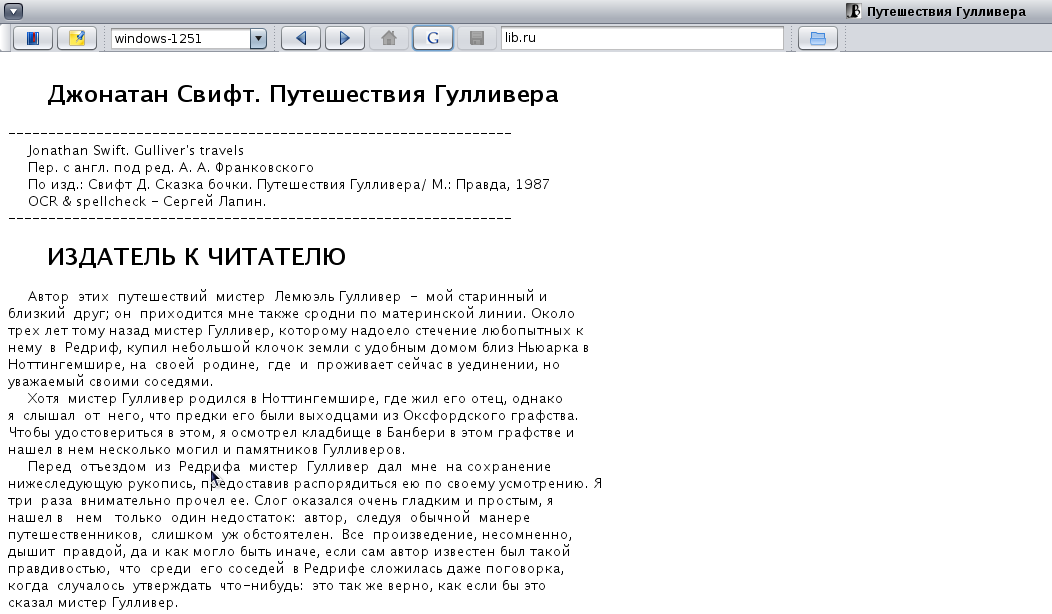 Путешествия Гулливера
windows-1251
G
lib.ru
Джонатан Свифт. Путешествия Гулливера
---------------------------------------------------------------
Jonathan Swift. Gulliver's travels
Пер. с англ. под ред. А. А. Франковского
По изд.: Свифт Д. Сказка бочки. Путешествия Гулливера/ М.: Правда, 1987
OCR & spellcheck - Сергей Лапин.
---------------------------------------------------------------
ИЗДАТЕЛЬ К ЧИТАТЕЛЮ
Автор этих путешествий мистер Лемюэль Гулливер - мой старинный и
близкий друг; он приходится мне также сродни по материнской линии. Около
трех лет тому назад мистер Гулливер, которому надоело стечение любопытных к
нему в Редриф, купил небольшой клочок земли с удобным домом близ Ньюарка в
Ноттингемшире, на своей родине, где и проживает сейчас в уединении, но
уважаемый своими соседями.
Хотя мистер Гулливер родился в Ноттингемшире, где жил его отец, однако
я слышал от него, что предки его были выходцами из Оксфордского графства.
Чтобы удостовериться в этом, я осмотрел кладбище в Банбери в этом графстве и
нашел в нем несколько могил и памятников Гулливеров.
Перед отъездом из Редрифа мистер Гулливер дал мне на сохранение
нижеследующую рукопись, предоставив распорядиться ею по своему усмотрению. Я
три раза внимательно прочел ее. Слог оказался очень гладким и простым, я
нашел в нем только один недостаток: автор, следуя обычной манере
путешественников, слишком уж обстоятелен. Все произведение, несомненно,
дышит правдой, да и как могло быть иначе, если сам автор известен был такой
правдивостью, что среди его соседей в Редрифе сложилась даже поговорка,
когда случалось утверждать что-нибудь: это так же верно, как если бы это
сказал мистер Гулливер.